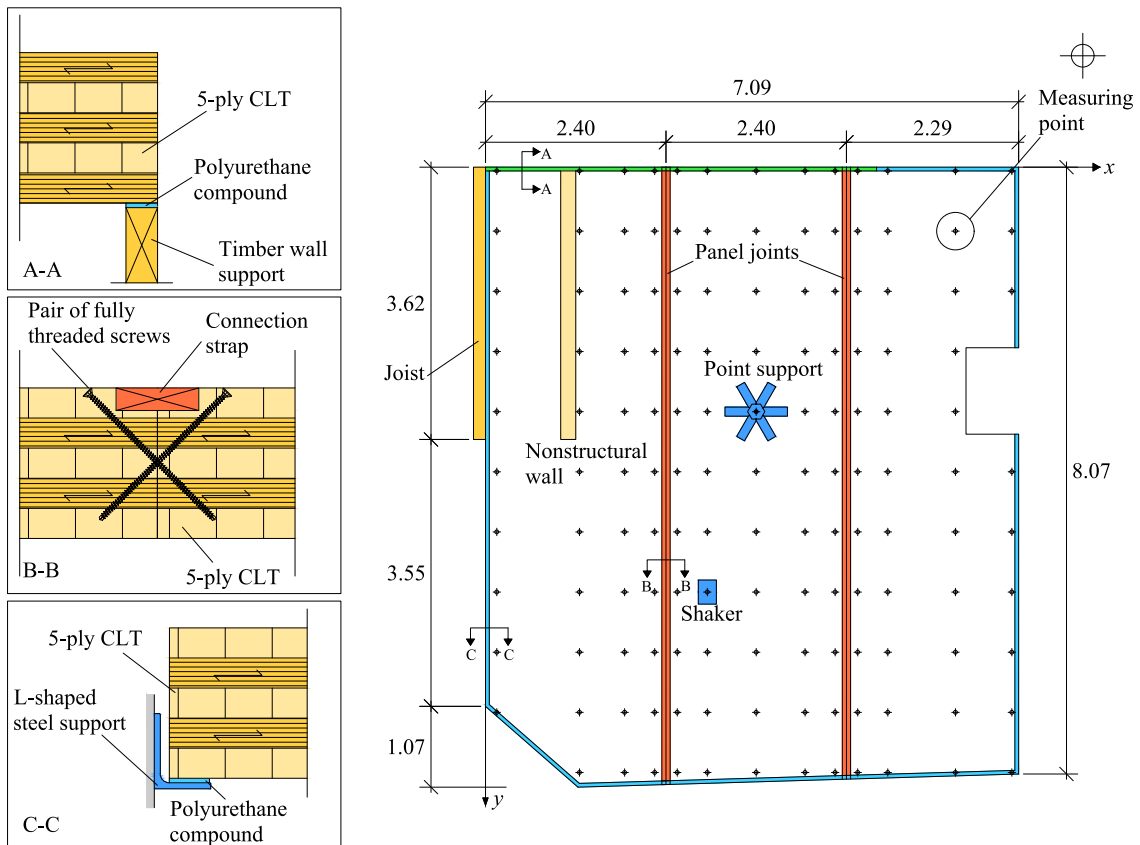 5-ply CLT
Polyurethane
compound
Timber wall
support
A-A
Pair of fully
threaded screws
Connection
strap
5-ply CLT
B-B
5-ply CLT
L-shaped
steel support
Polyurethane
compound
C-C
7.09
2.40
2.40
2.29
Measuring
point
A
A
x
Panel joints
3.62
Joist
Point support
Nonstructural
wall
8.07
3.55
B
B
Shaker
C
C
1.07
y